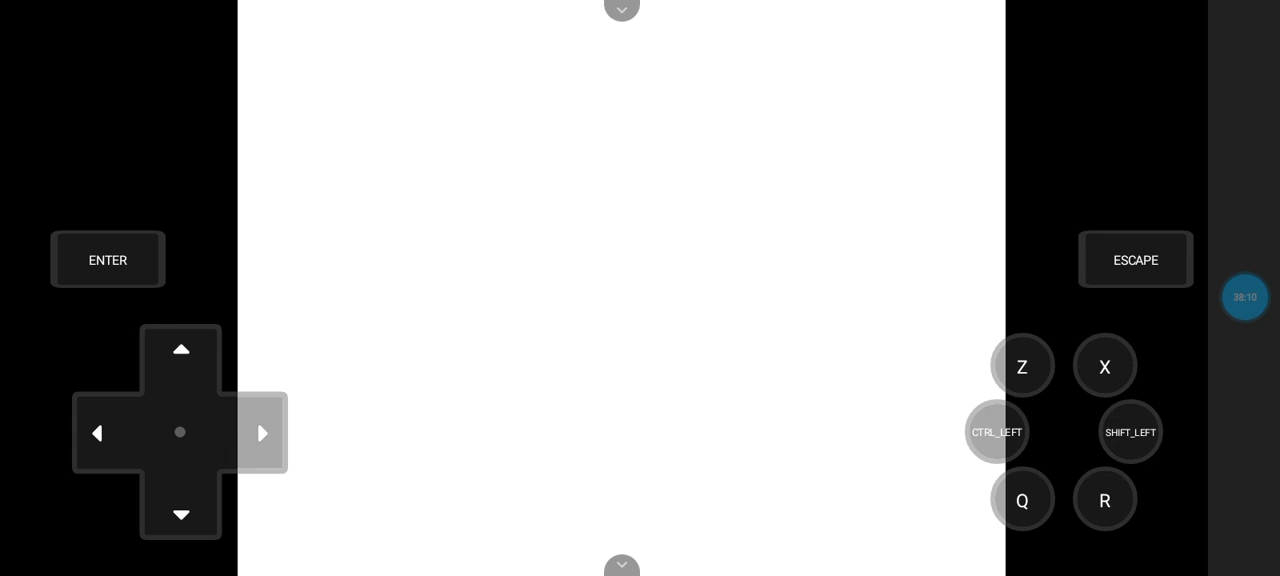 ENTER
ESCAPE
38:10
Z
X
CTRL_LEFT
SHIFT_LEFT
Q
R